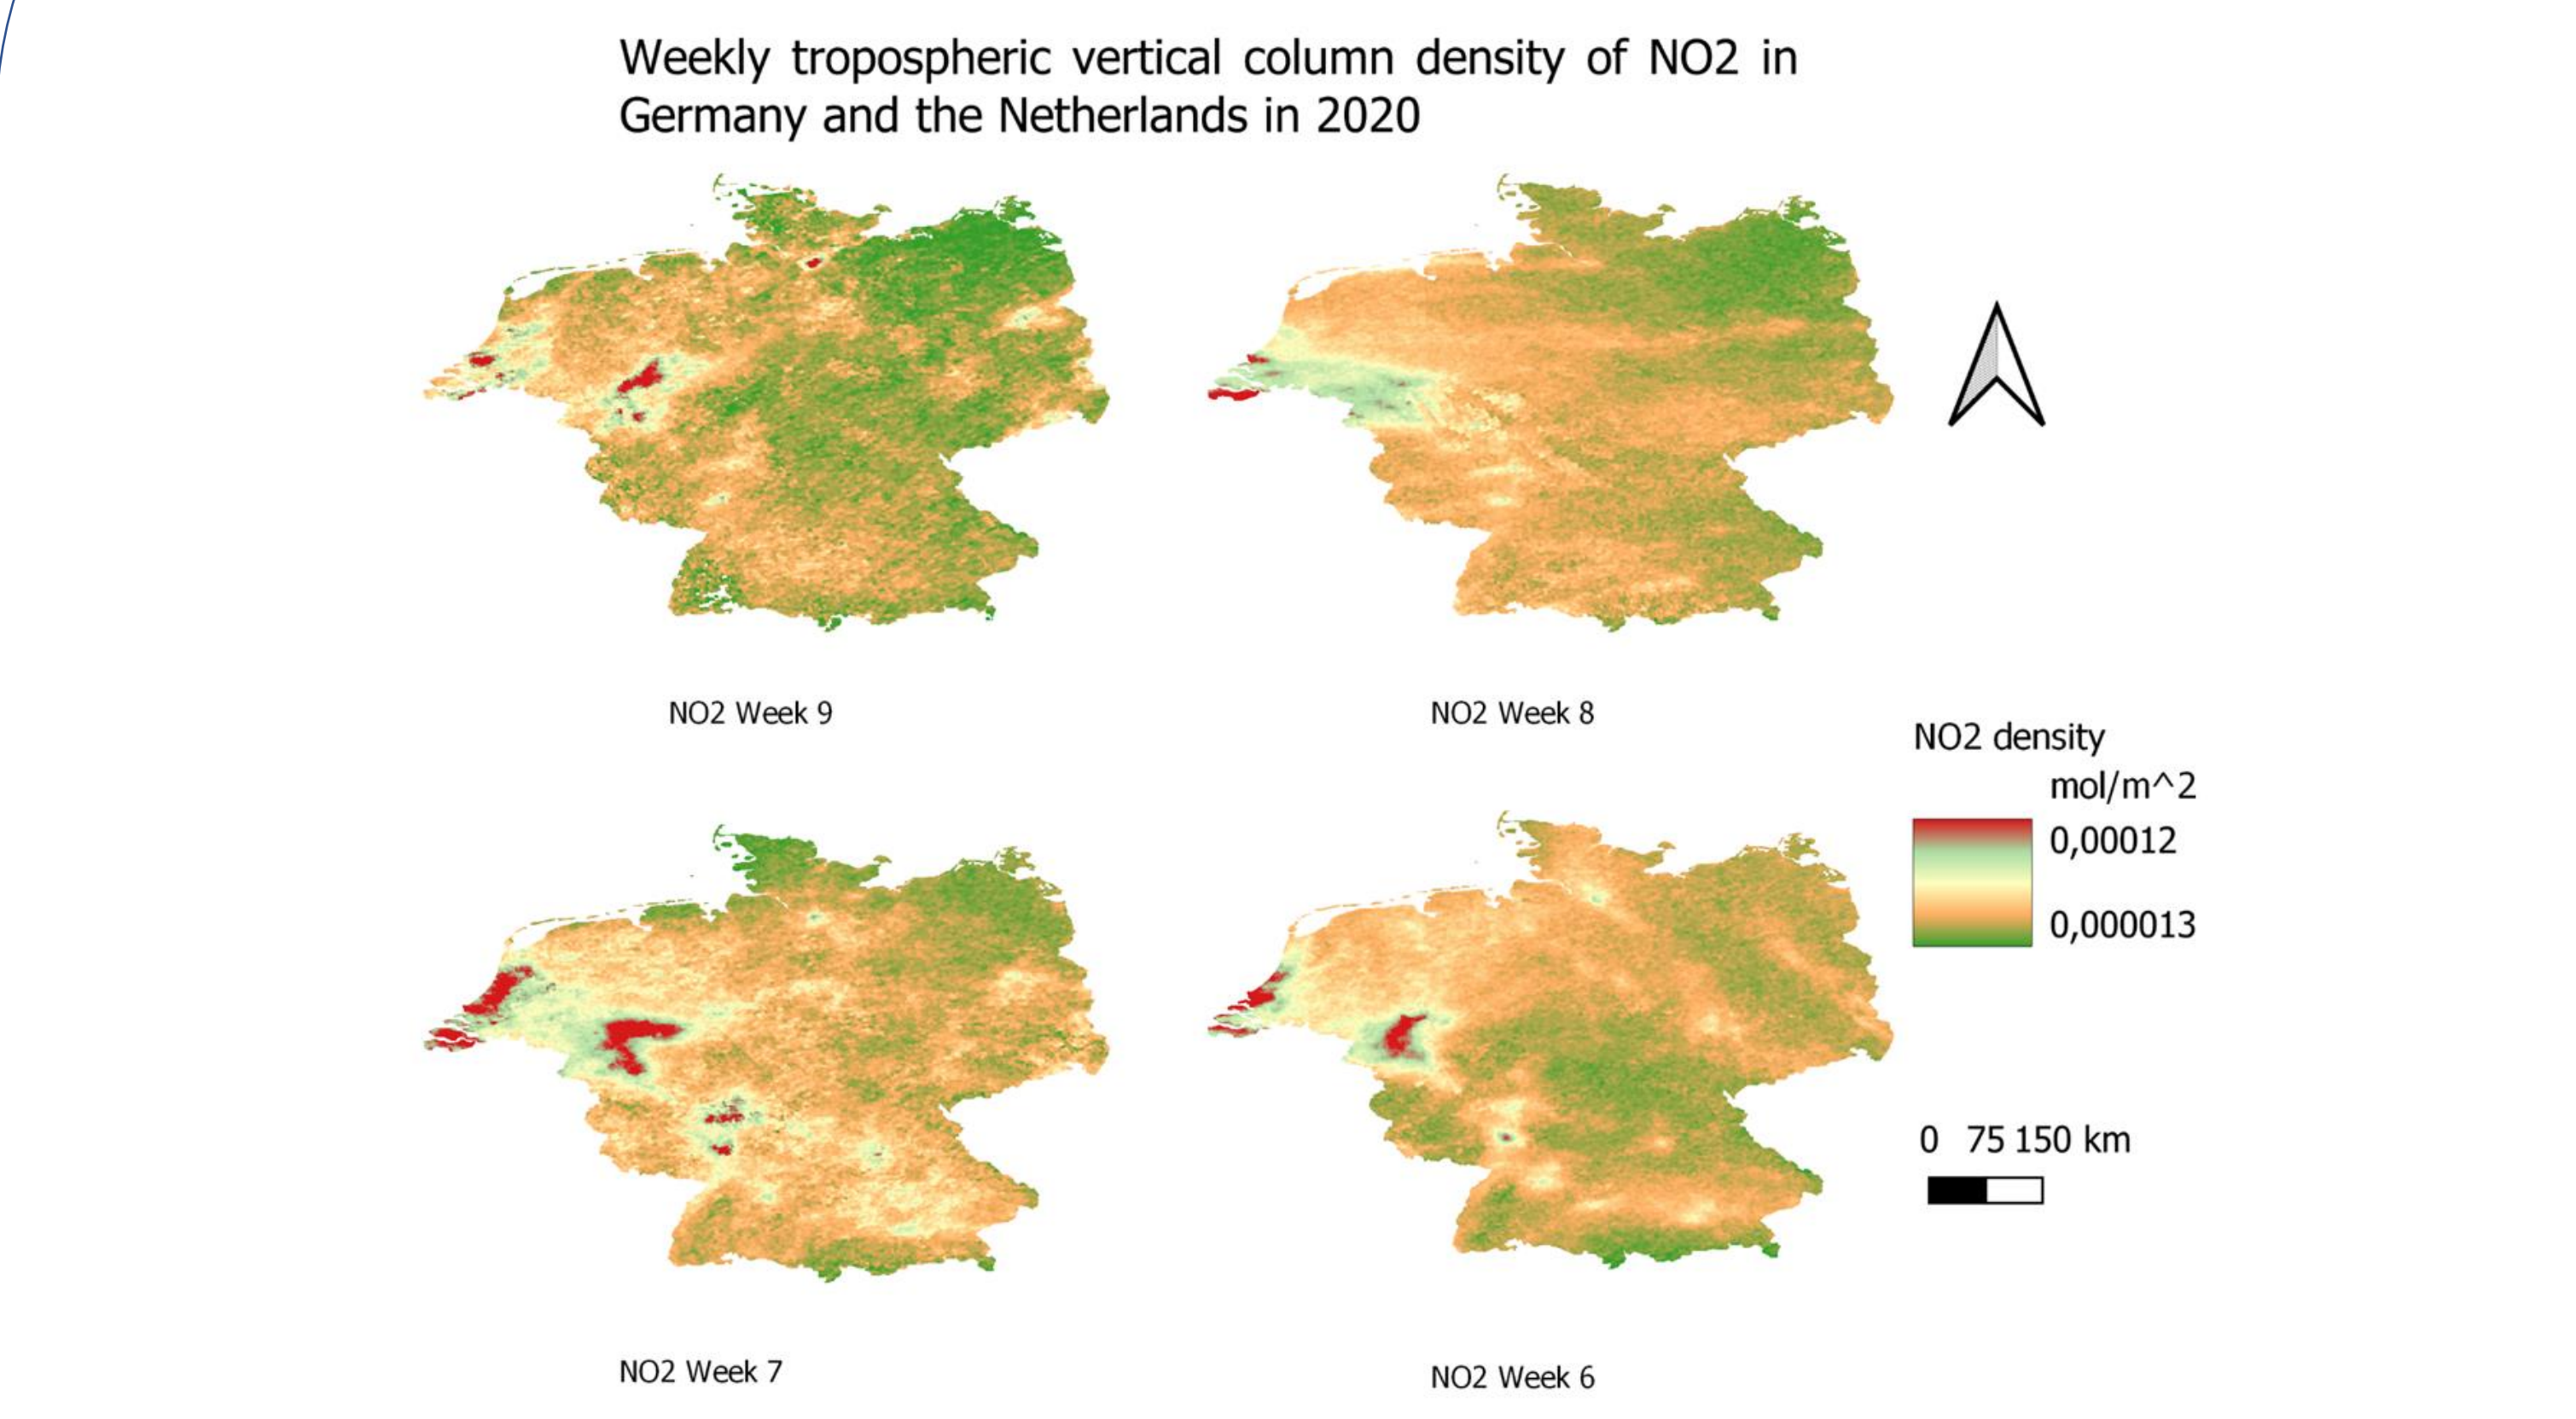 Weekly tropospheric vertical column density of NO2 in
Germany and the Netherlands in 2020
NO2 Week 9
NO2 Week 8
NO2 density
mol/m^2
0,00012
0,000013
0 75 150 km
NO2 Week 7
NO2 Week 6